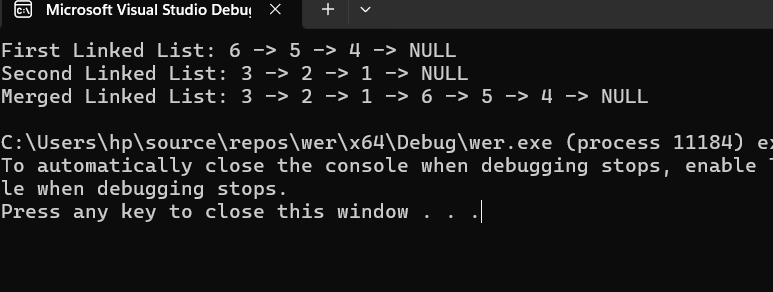 Microsoft Visual Studio Debu
First Linked List: 6 -> 5 -> 4 -> NULL
Second Linked List: 3 -> 2 -> 1 -> NULL
Merged Linked List: 3 -> 2 -> 1 -> 6 -> 5 -> 4 -> NULL
C:\Users\hp\source\repos\wer\x64\Debug\wer.exe (process 11184) ex
To automatically close the console when debugging stops, enable
le when debugging stops.
Press any key to close this window . . .